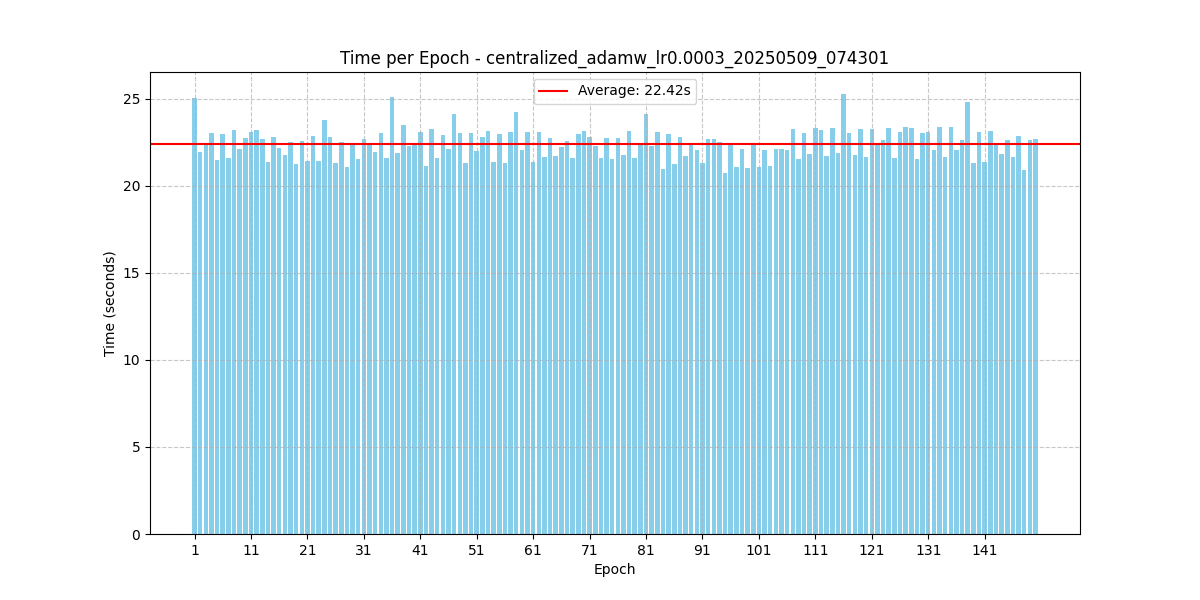 Time per Epoch - centralized_adamw_lr0.0003_20250509_074301
Average: 22.42s
Time (seconds)
25
20
15
10
5
0
1 11 21 31 41 51 61 71 81 91 101 111 121 131 141
Epoch